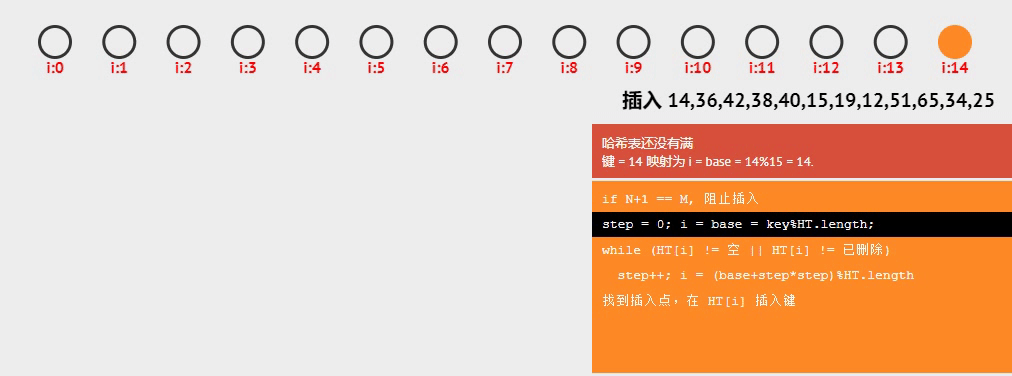 i:0 i:1 i:2 i:3 i:4 i:5 i:6 i:7 i:8 i:9 i:10 i:11 i:12 i:13 i:14
插入 14,36,42,38,40,15,19,12,51,65,34,25
哈希表还没有满
键 = 14 映射为 i = base = 14%15 = 14.
if N+1 == M, 阻止插入
step = 0; i = base = key%HT.length;
while (HT[i] != 空 || HT[i] != 已删除)
step++; i = (base+step*step)%HT.length
找到插入点，在 HT[i] 插入键